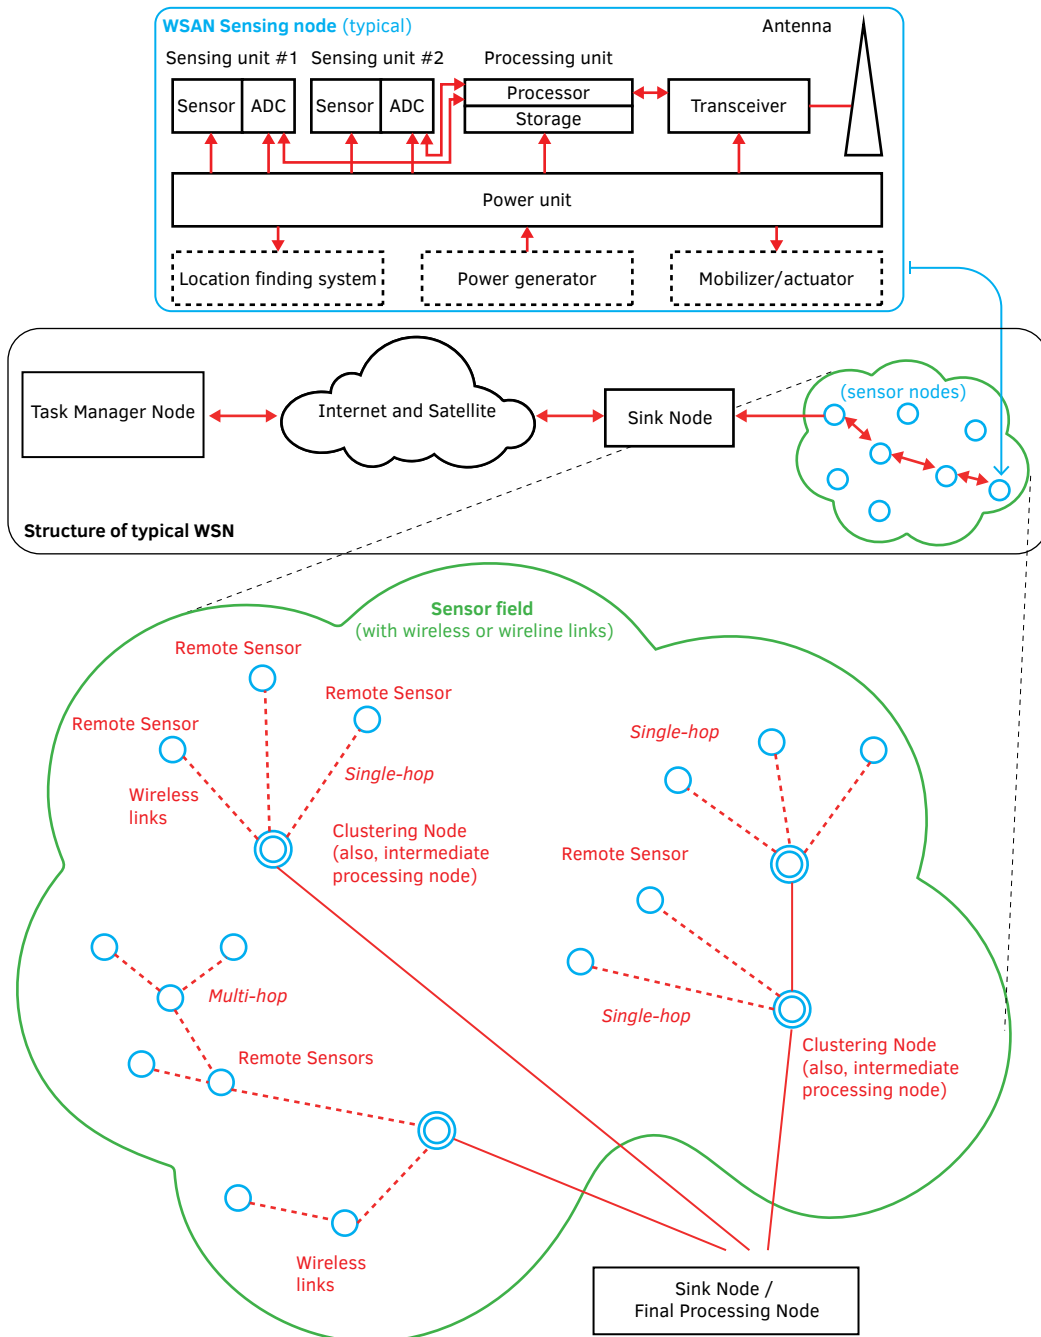 WSAN Sensing node (typical)
Antenna
Sensing unit #1
Sensing unit #2
Processing unit
Sensor
ADC
Sensor
ADC
Processor
Storage
Transceiver
Power unit
Location finding system
Power generator
Mobilizer/actuator
Task Manager Node
Internet and Satellite
Sink Node
(sensor nodes)
Structure of typical WSN
Sensor field
(with wireless or wireline links)
Remote Sensor
Remote Sensor
Remote Sensor
Single-hop
Wireless
links
Clustering Node
(also, intermediate
processing node)
Single-hop
Remote Sensor
Multi-hop
Single-hop
Remote Sensors
Clustering Node
(also, intermediate
processing node)
Wireless
links
Sink Node /
Final Processing Node